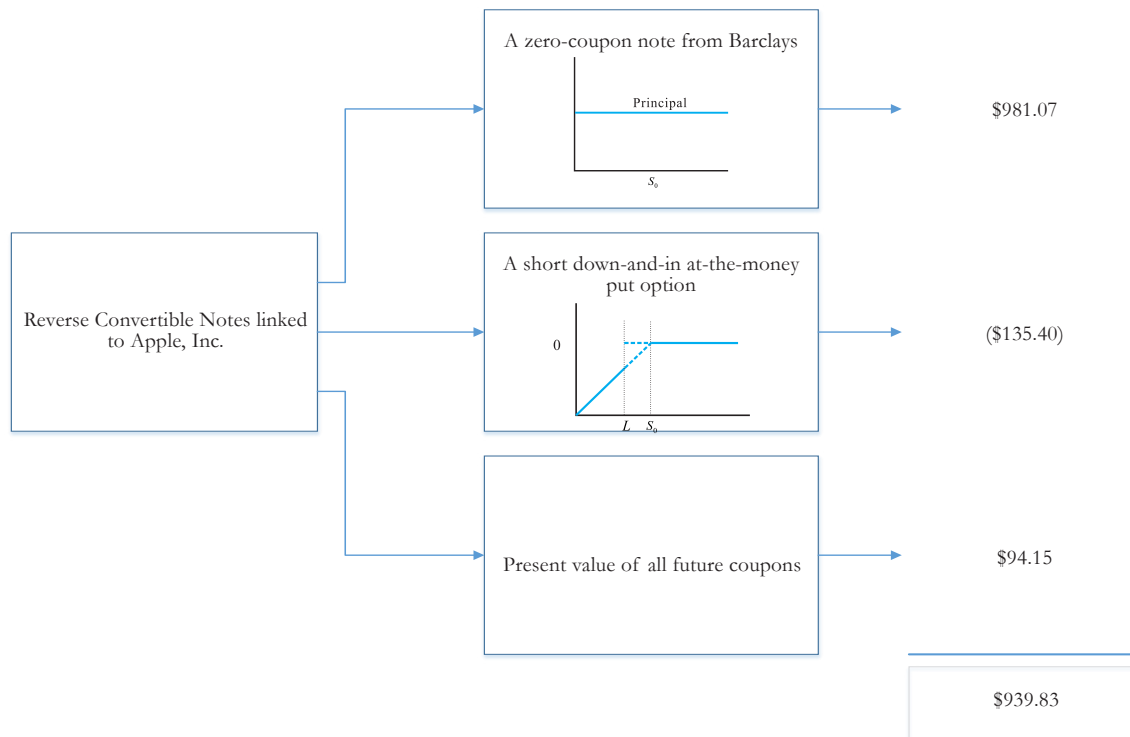 A zero-coupon note from Barclays
Principal
S₀
$981.07
Reverse Convertible Notes linked
to Apple, Inc.
A short down-and-in at-the-money
put option
0
L S₀
($135.40)
Present value of all future coupons
$94.15
$939.83